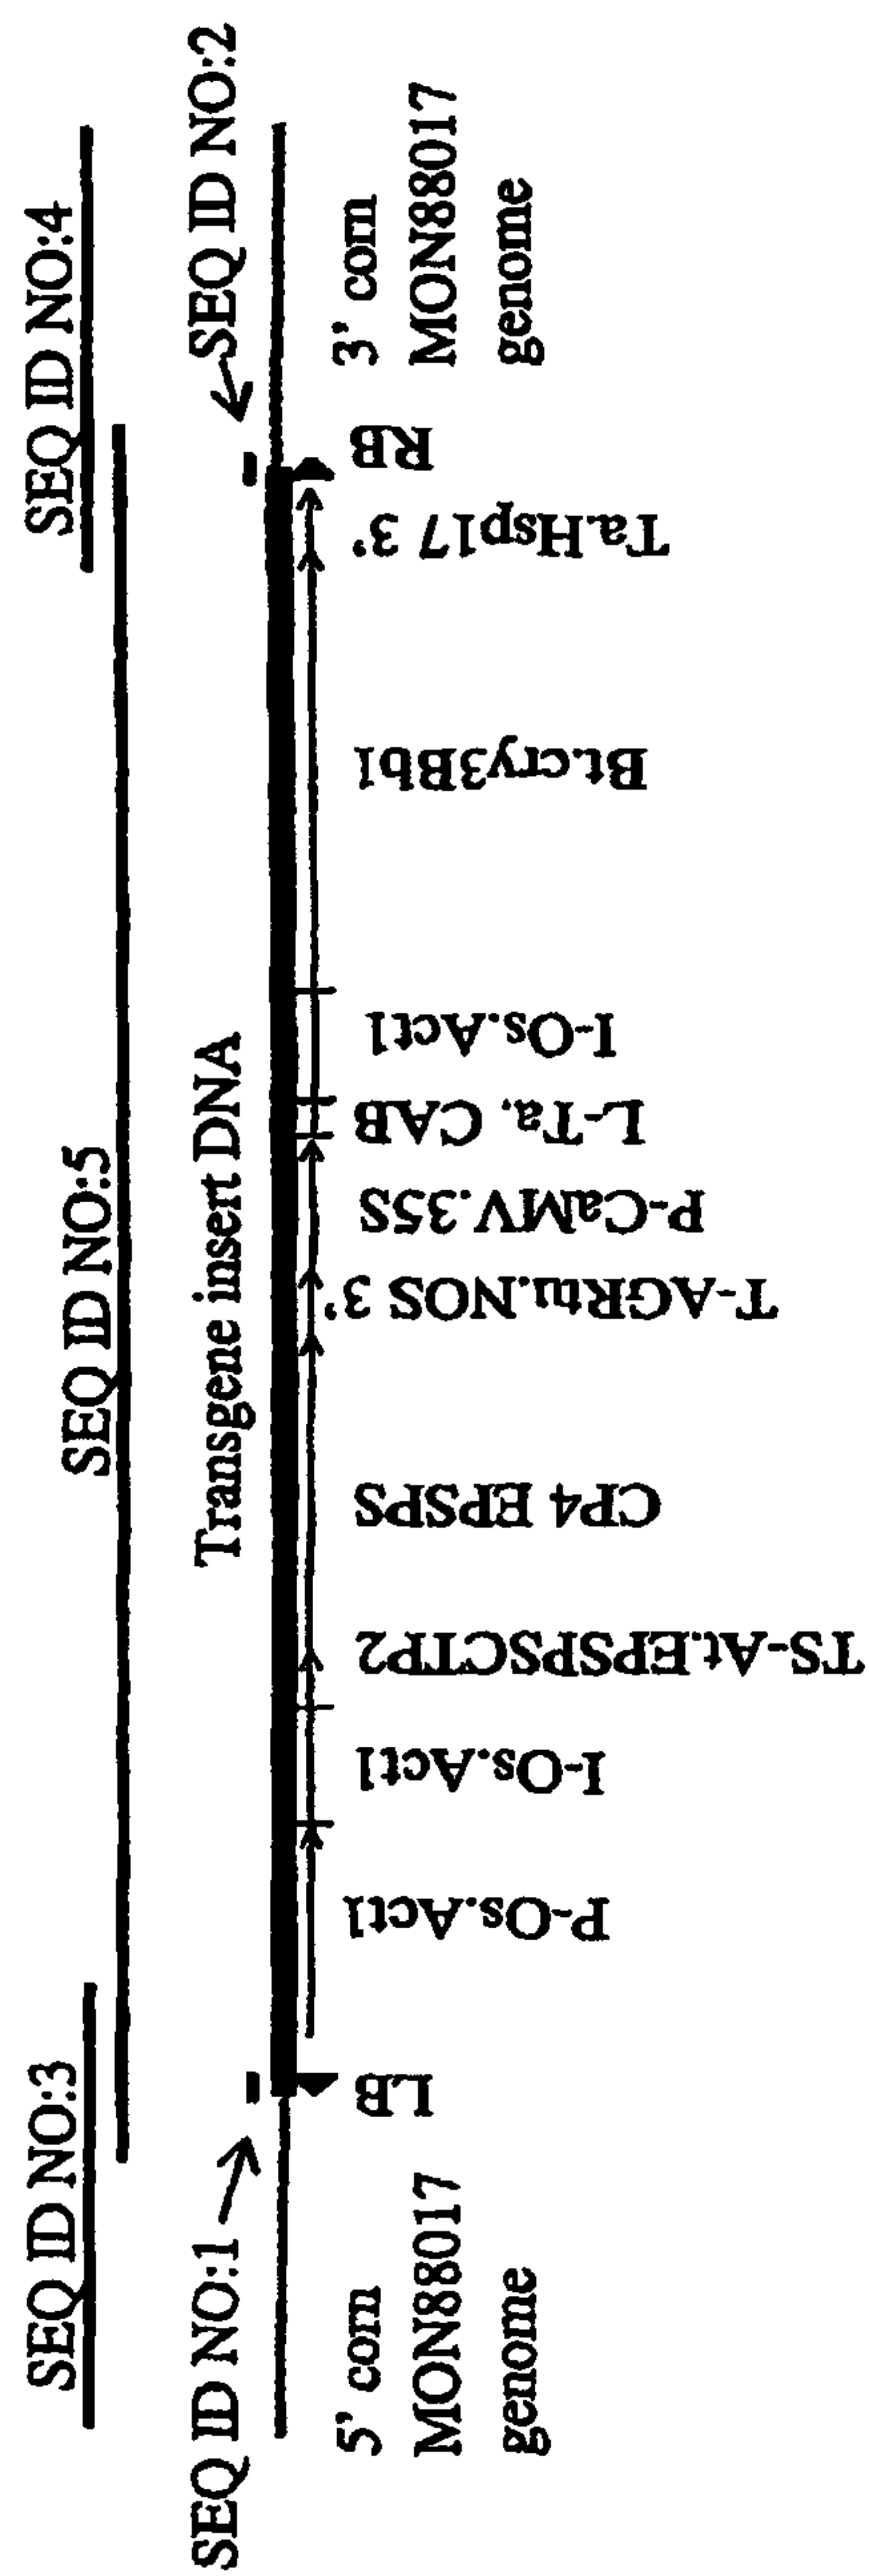 SEQ ID NO:3
SEQ ID NO:4
SEQ ID NO:5
SEQ ID NO:1
Transgene insert DNA
SEQ ID NO:2
5' corn
MON88017
genome
LB
P-Os.Act1
I-Os.Act1
TS-At.EPSPSCTP2
CP4 EPSPS
T-AGRtu.NOS 3'
P-CaMV.35S
L-Ta. CAB
I-Os.Act1
Bt.cry3Bb1
Ta.Hsp17 3'
RB
3' corn
MON88017
genome